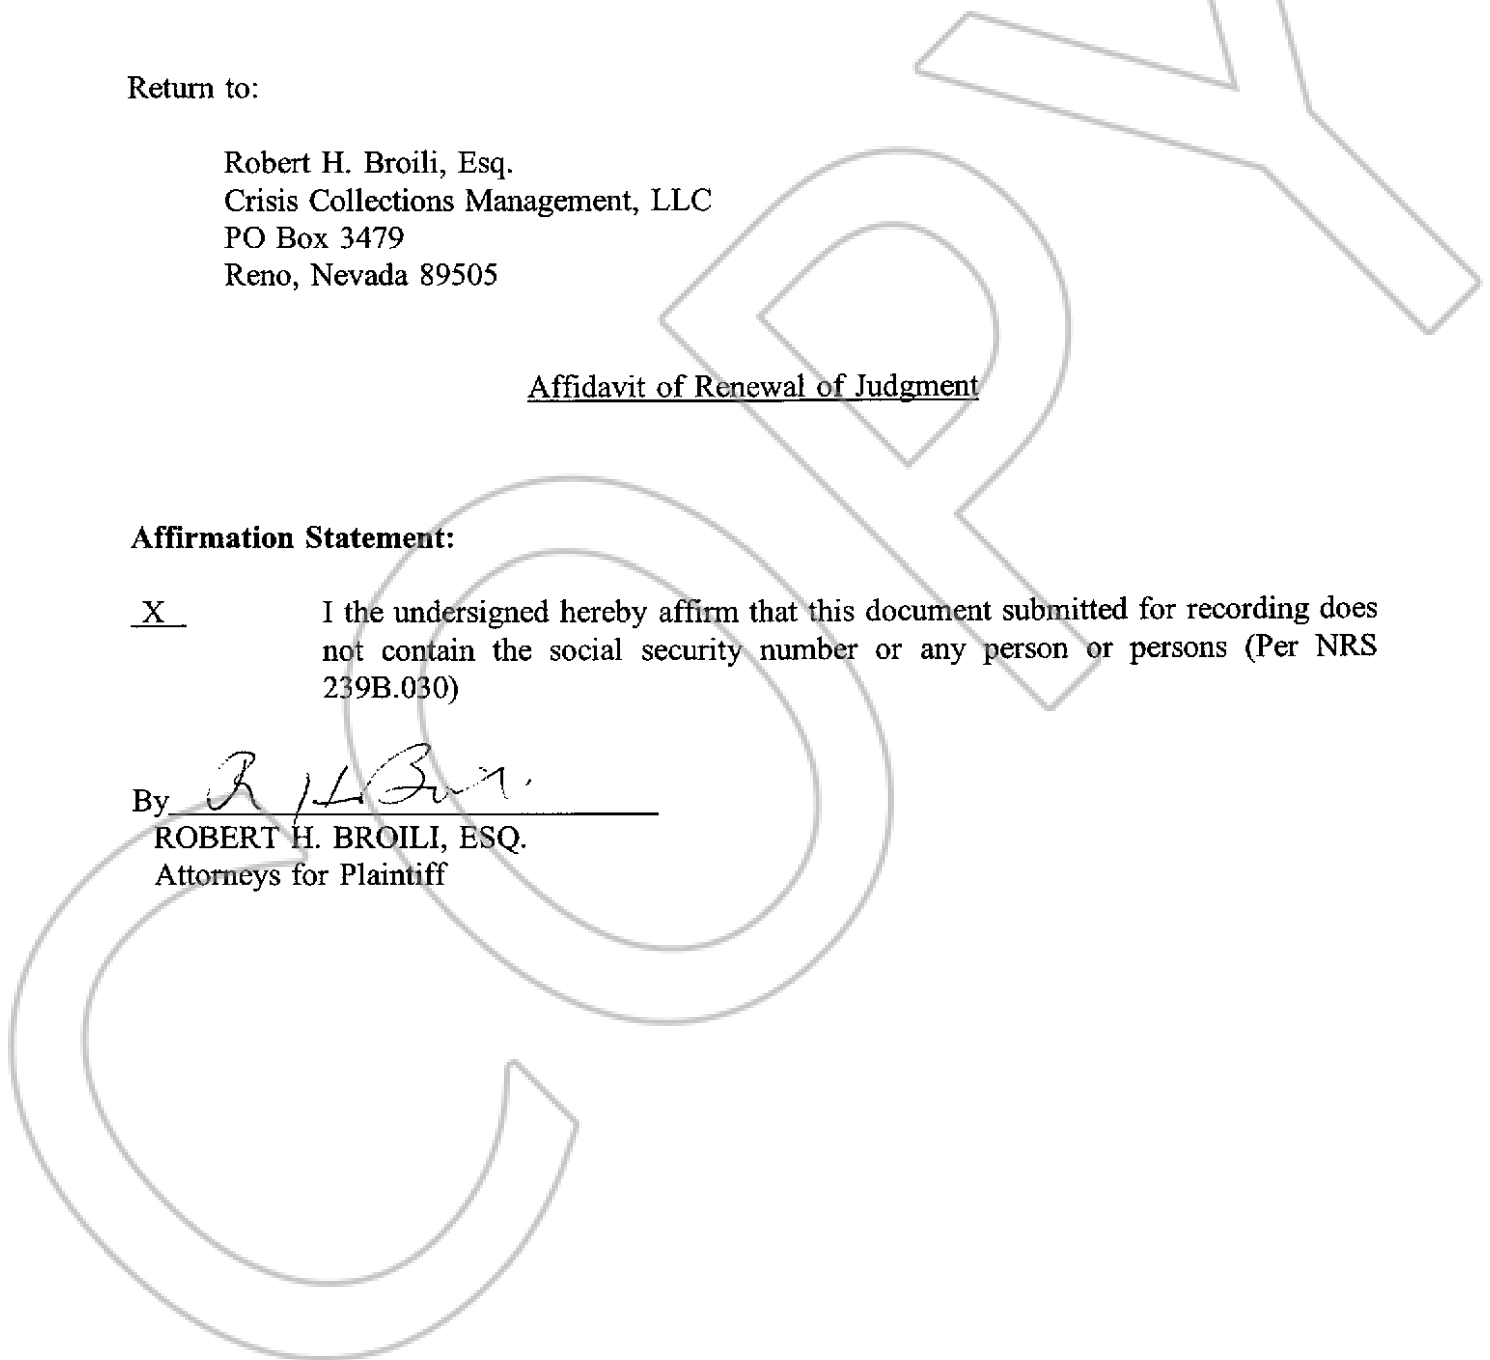 Return to:
Robert H. Broili, Esq.
Crisis Collections Management, LLC
PO Box 3479
Reno, Nevada 89505
Affidavit of Renewal of Judgment
Affirmation Statement:
X I the undersigned hereby affirm that this document submitted for recording does
not contain the social security number or any person or persons (Per NRS
239B.030)
By R H Broi.
ROBERT H. BROILI, ESQ.
Attorneys for Plaintiff
COPY